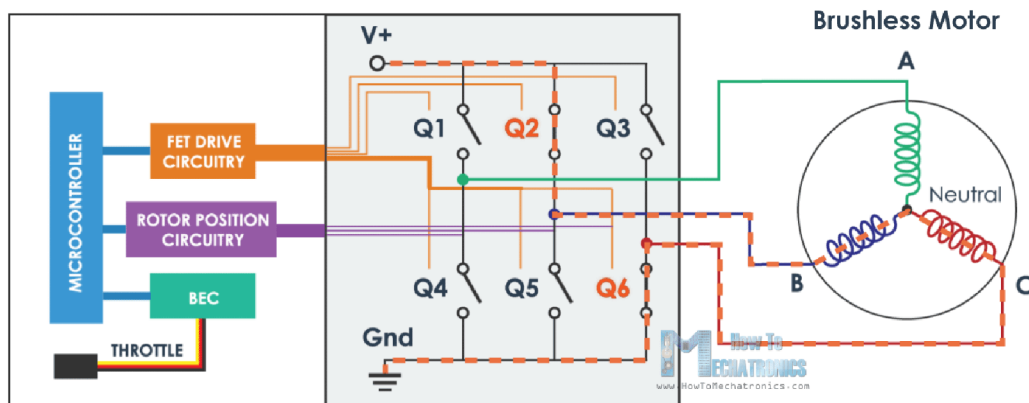 Brushless Motor
V+
A
MICROCONTROLLER
FET DRIVE
CIRCUITRY
Q1
Q2
Q3
Neutral
ROTOR POSITION
CIRCUITRY
B
C
Q4
Q5
Q6
BEC
Gnd
THROTTLE
How To
MECHATRONICS
www.HowToMechatronics.com